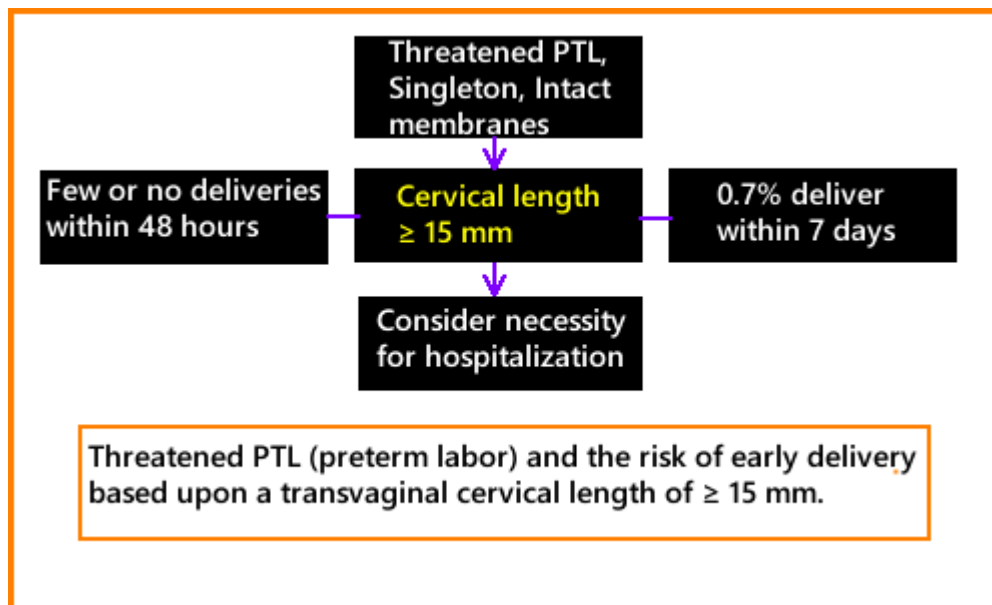 Threatened PTL,
Singleton, Intact
membranes
Few or no deliveries
within 48 hours
Cervical length
≥ 15 mm
0.7% deliver
within 7 days
Consider necessity
for hospitalization
Threatened PTL (preterm labor) and the risk of early delivery
based upon a transvaginal cervical length of ≥ 15 mm.